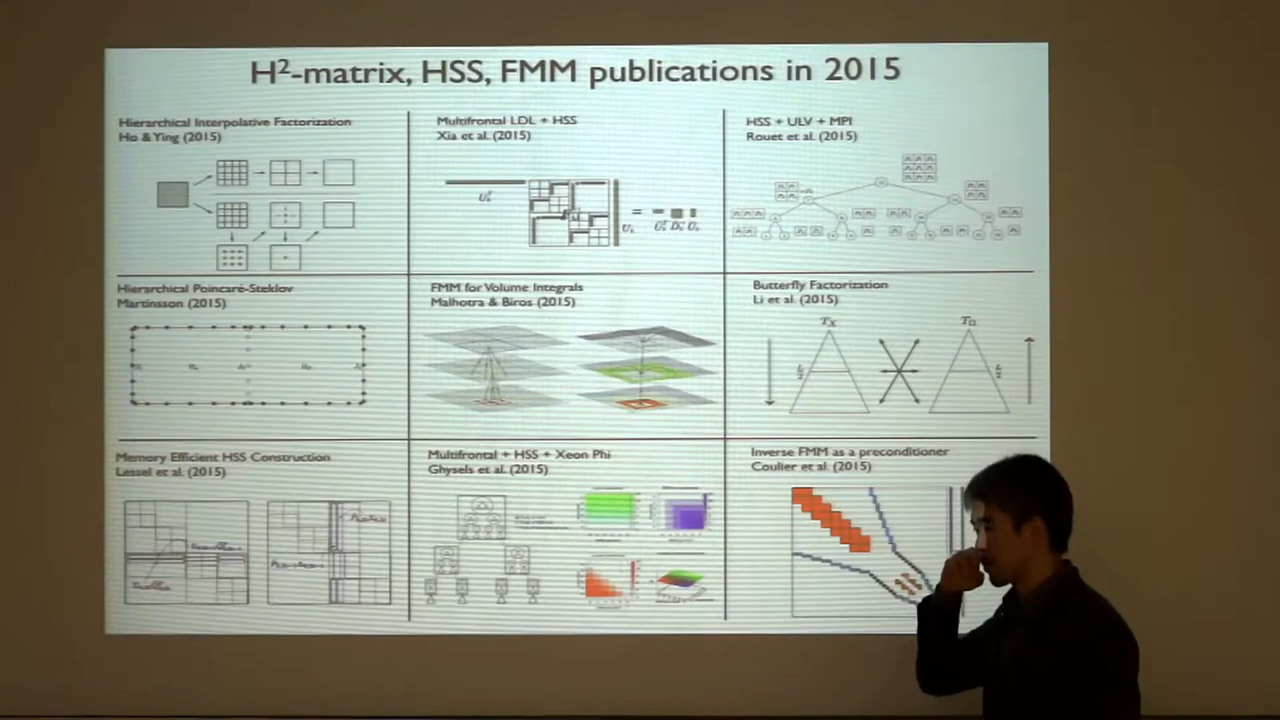 H²-matrix, HSS, FMM publications in 2015
Hierarchical Interpolative Factorization
Ho & Ying (2015)
Multifrontal LDL + HSS
Xia et al. (2015)
HSS + ULV + MPI
Rouet et al. (2015)
Hierarchical Poincaré-Steklov
Martinsson (2015)
FMM for Volume Integrals
Malhotra & Biros (2015)
Butterfly Factorization
Li et al. (2015)
Memory Efficient HSS Construction
Lessel et al. (2015)
Multifrontal + HSS + Xeon Phi
Ghysels et al. (2015)
Inverse FMM as a preconditioner
Coulier et al. (2015)